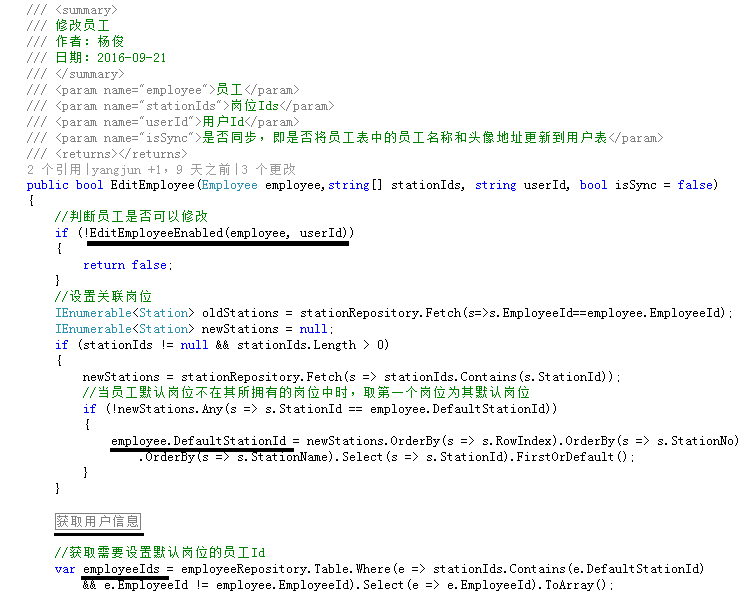 /// <summary>
/// 修改员工
/// 作者: 杨俊
/// 日期: 2016-09-21
/// </summary>
/// <param name="employee">员工</param>
/// <param name="stationIds">岗位Ids</param>
/// <param name="userId">用户Id</param>
/// <param name="isSync">是否同步，即是否将员工表中的员工名称和头像地址更新到用户表</param>
/// <returns></returns>
2 个引用|yangjun +1，9 天之前|3 个更改
public bool EditEmployee(Employee employee,string[] stationIds, string userId, bool isSync = false)
{
//判断员工是否可以修改
if (!EditEmployeeEnabled(employee, userId))
{
return false;
}
//设置关联岗位
IEnumerable<Station> oldStations = stationRepository.Fetch(s=>s.EmployeeId==employee.EmployeeId);
IEnumerable<Station> newStations = null;
if (stationIds != null && stationIds.Length > 0)
{
newStations = stationRepository.Fetch(s => stationIds.Contains(s.StationId));
//当员工默认岗位不在其所拥有的岗位中时，取第一个岗位为其默认岗位
if (!newStations.Any(s => s.StationId == employee.DefaultStationId))
{
employee.DefaultStationId = newStations.OrderBy(s => s.RowIndex).OrderBy(s => s.StationNo)
.OrderBy(s => s.StationName).Select(s => s.StationId).FirstOrDefault();
}
}
获取用户信息
//获取需要设置默认岗位的员工Id
var employeeIds = employeeRepository.Table.Where(e => stationIds.Contains(e.DefaultStationId)
&& e.EmployeeId != employee.EmployeeId).Select(e => e.EmployeeId).ToArray();